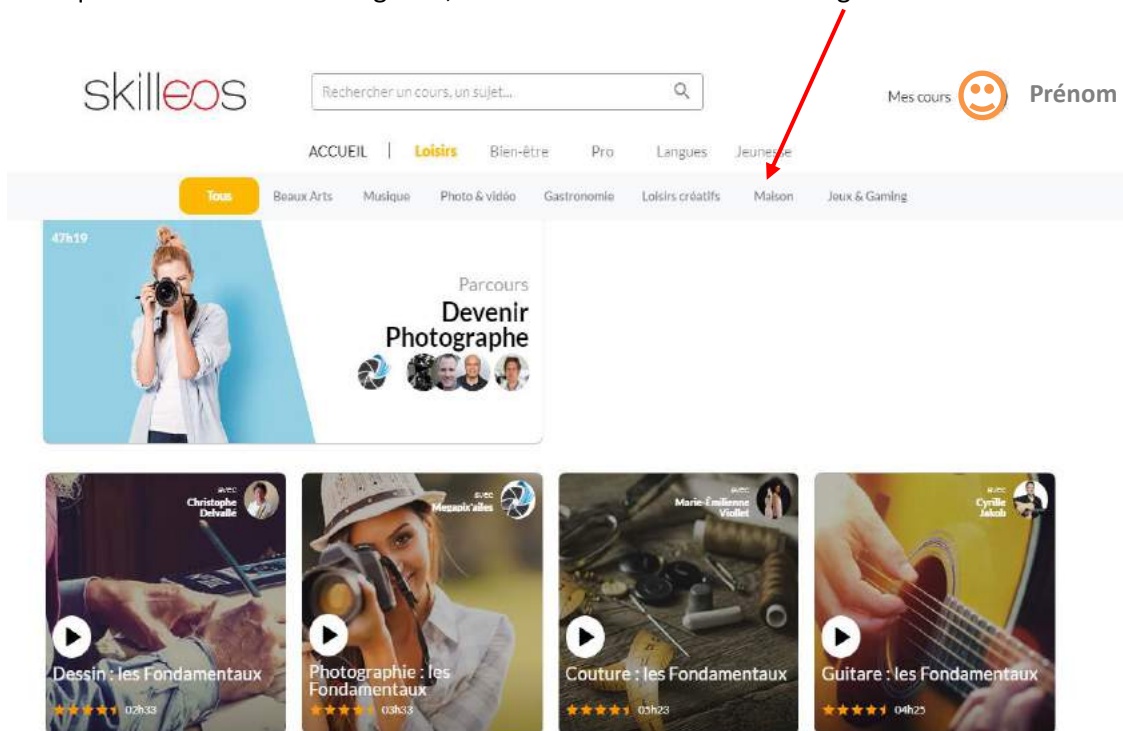 skilleos
Rechercher un cours, un sujet...
Mes cours
Prénom
ACCUEIL | Loisirs Bien-être Pro Langues Jeunesse
Tous Beaux Arts Musique Photo & vidéo Gastronomie Loisirs créatifs Maison Jeux & Gaming
47h19
Parcours
Devenir
Photographe
avec
Christophe
Delvallé
Dessin : les Fondamentaux
02h33
avec
Megapix'ailes
Photographie : les
Fondamentaux
03h33
avec
Marie-Émilienne
Viollet
Couture : les Fondamentaux
05h23
avec
Cyrille
Jakob
Guitare : les Fondamentaux
04h25